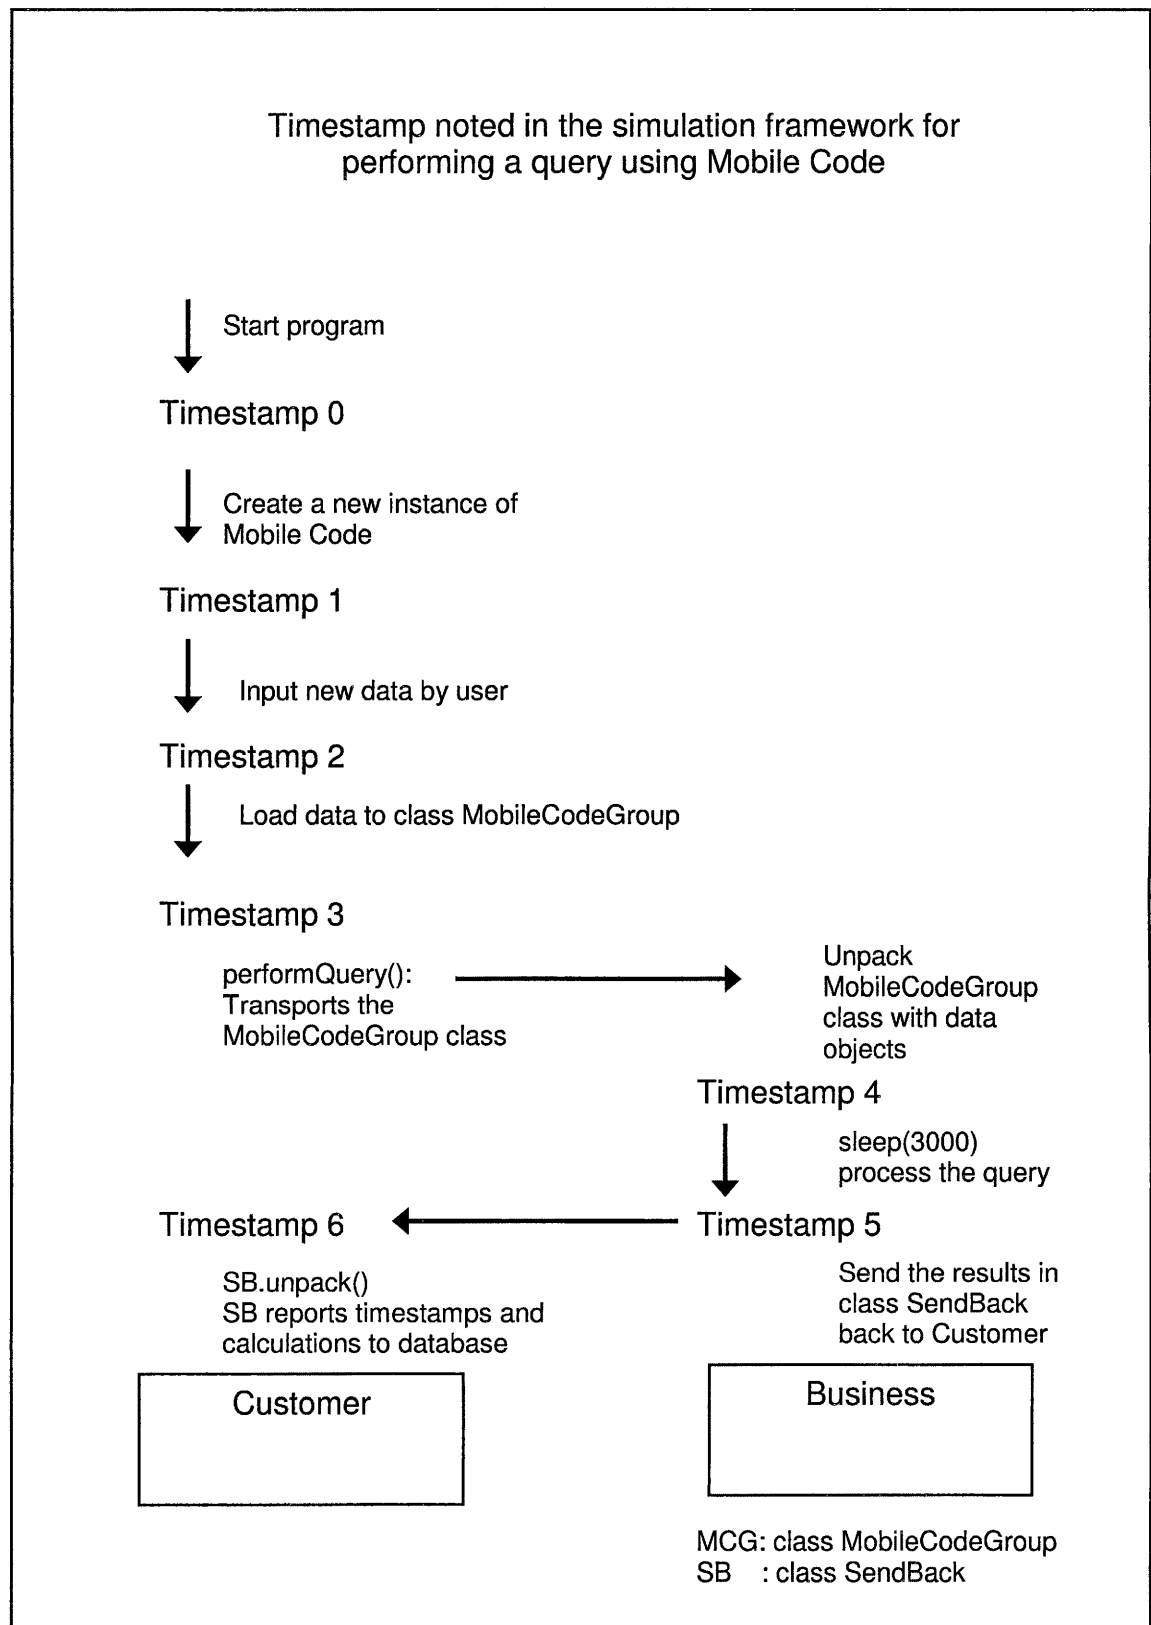 Timestamp noted in the simulation framework for
performing a query using Mobile Code
Start program
Timestamp 0
Create a new instance of
Mobile Code
Timestamp 1
Input new data by user
Timestamp 2
Load data to class MobileCodeGroup
Timestamp 3
performQuery():
Transports the
MobileCodeGroup class
Unpack
MobileCodeGroup
class with data
objects
Timestamp 4
sleep(3000)
process the query
Timestamp 6
Timestamp 5
SB.unpack()
SB reports timestamps and
calculations to database
Send the results in
class SendBack
back to Customer
Customer
Business
MCG: class MobileCodeGroup
SB : class SendBack